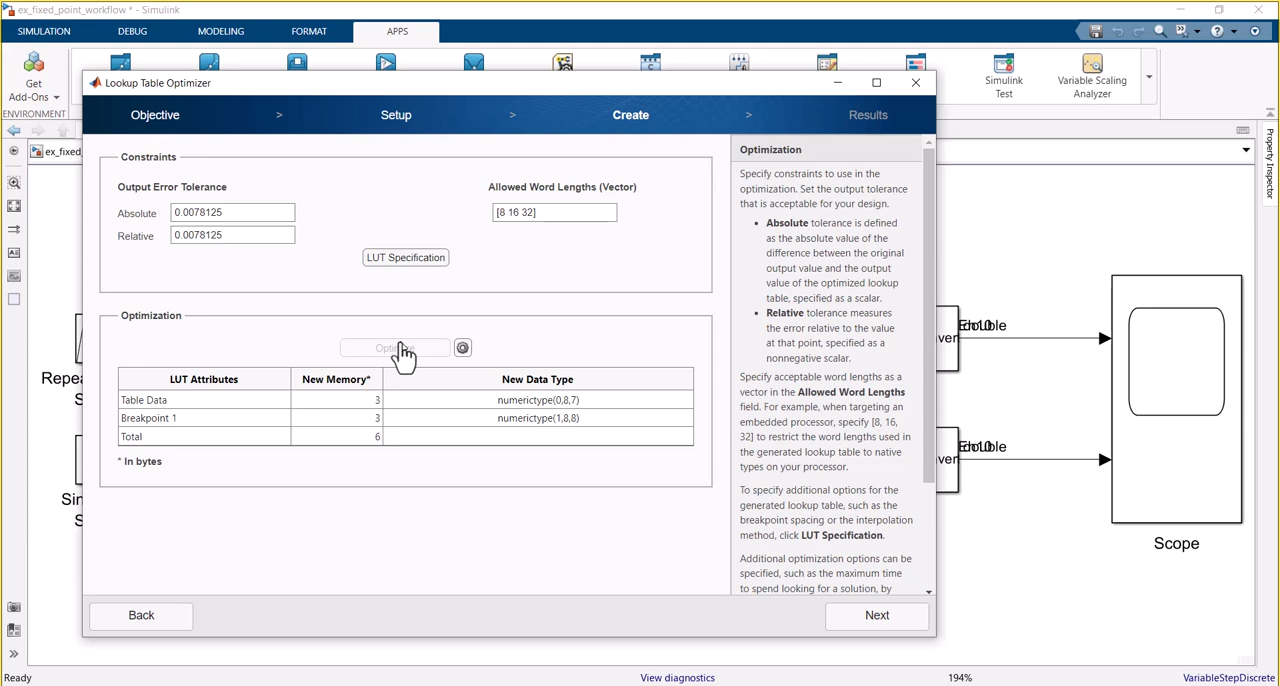 ex_fixed_point_workflow * - Simulink
SIMULATION
DEBUG
MODELING
FORMAT
APPS
Get
Add-Ons
ENVIRONMENT
Simulink
Test
Variable Scaling
Analyzer
ex_fixed
Property Inspector
Lookup Table Optimizer
Objective > Setup > Create > Results
Constraints
Output Error Tolerance
Absolute 0.0078125
Relative 0.0078125
Allowed Word Lengths (Vector)
[8 16 32]
LUT Specification
Optimization
LUT Attributes New Memory* New Data Type
Table Data 3 numerictype(0,8,7)
Breakpoint 1 3 numerictype(1,8,8)
Total 6
* In bytes
Optimization
Specify constraints to use in the
optimization. Set the output tolerance
that is acceptable for your design.
• Absolute tolerance is defined
as the absolute value of the
difference between the original
output value and the output
value of the optimized lookup
table, specified as a scalar.
• Relative tolerance measures
the error relative to the value
at that point, specified as a
nonnegative scalar.
Specify acceptable word lengths as a
vector in the Allowed Word Lengths
field. For example, when targeting an
embedded processor, specify [8, 16,
32] to restrict the word lengths used in
the generated lookup table to native
types on your processor.
To specify additional options for the
generated lookup table, such as the
breakpoint spacing or the interpolation
method, click LUT Specification.
Additional optimization options can be
specified, such as the maximum time
to spend looking for a solution, by
Back
Next
Repea
S
Sin
S
ver
ver
Scope
Ready
View diagnostics
194%
VariableStepDiscrete